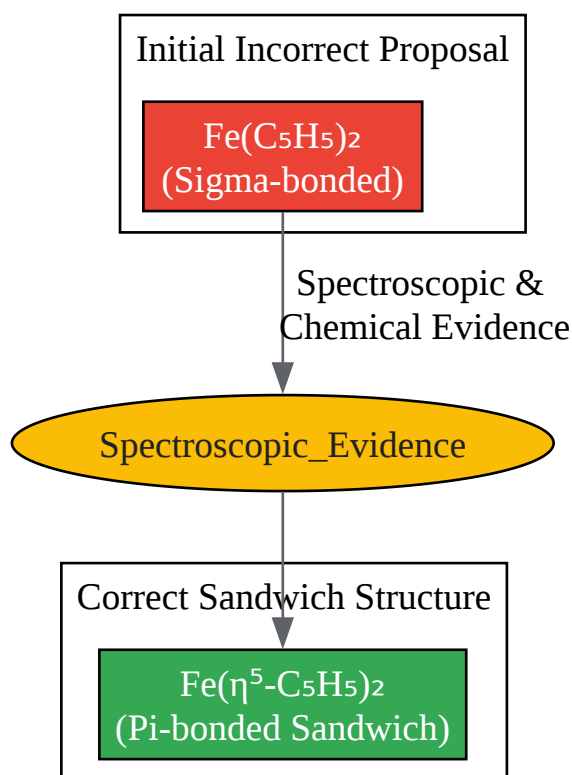 Initial Incorrect Proposal
Fe(C₅H₅)₂
(Sigma-bonded)
Spectroscopic &
Chemical Evidence
Spectroscopic_Evidence
Correct Sandwich Structure
Fe(η⁵-C₅H₅)₂
(Pi-bonded Sandwich)